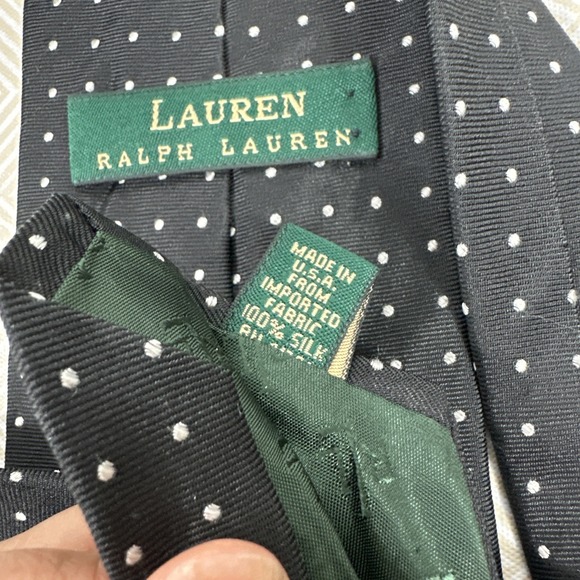 LAUREN
RALPH LAUREN
MADE IN
U.S.A.
FROM
IMPORTED
FABRIC
100% SILK